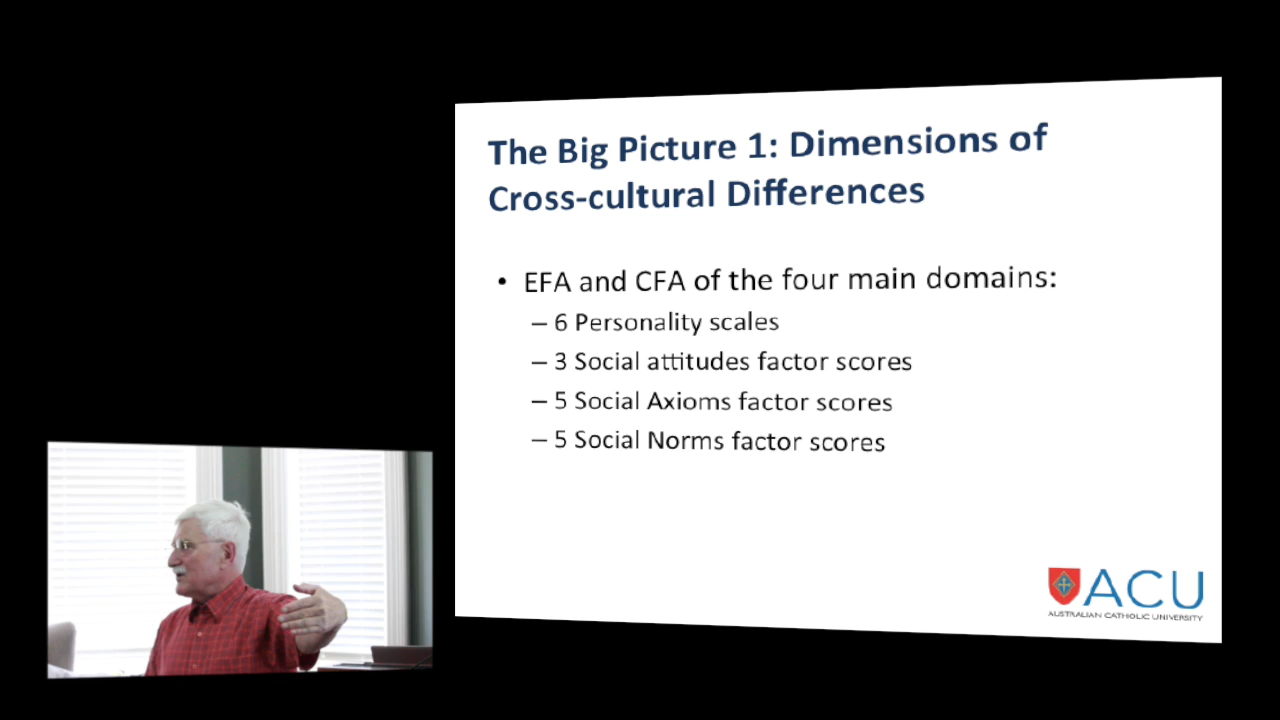 The Big Picture 1: Dimensions of
Cross-cultural Differences
• EFA and CFA of the four main domains:
– 6 Personality scales
– 3 Social attitudes factor scores
– 5 Social Axioms factor scores
– 5 Social Norms factor scores
ACU
AUSTRALIAN CATHOLIC UNIVERSITY